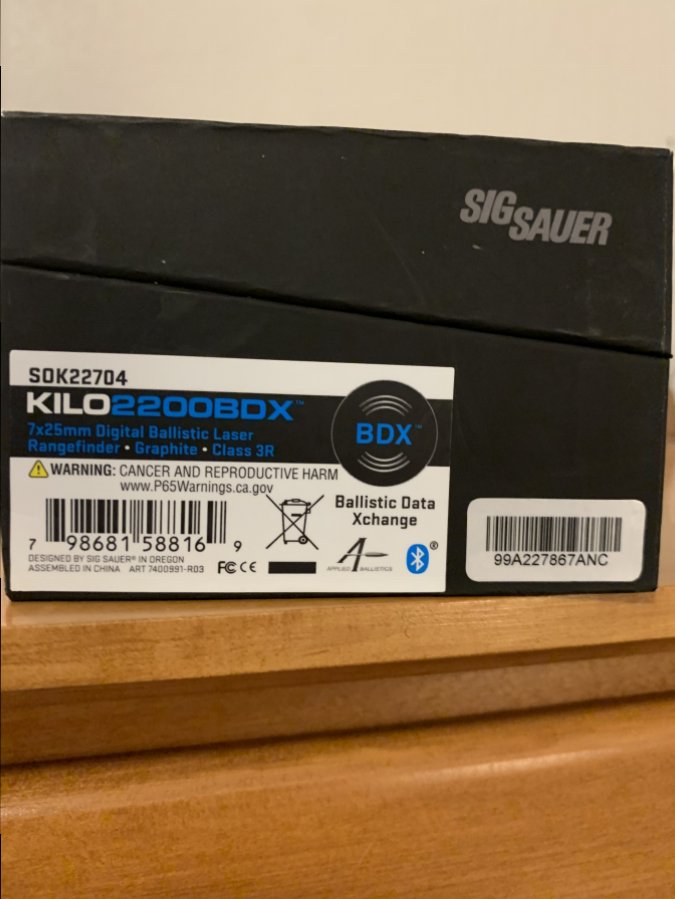 SIG SAUER
SOK22704
KILO2200BDX™
7x25mm Digital Ballistic Laser
Rangefinder • Graphite • Class 3R
BDX™
WARNING: CANCER AND REPRODUCTIVE HARM
www.P65Warnings.ca.gov
Ballistic Data
Xchange
7 98681 58816 9
DESIGNED BY SIG SAUER® IN OREGON
ASSEMBLED IN CHINA ART 7400991-R03
FC CE
APPLIED BALLISTICS
®
99A227867ANC